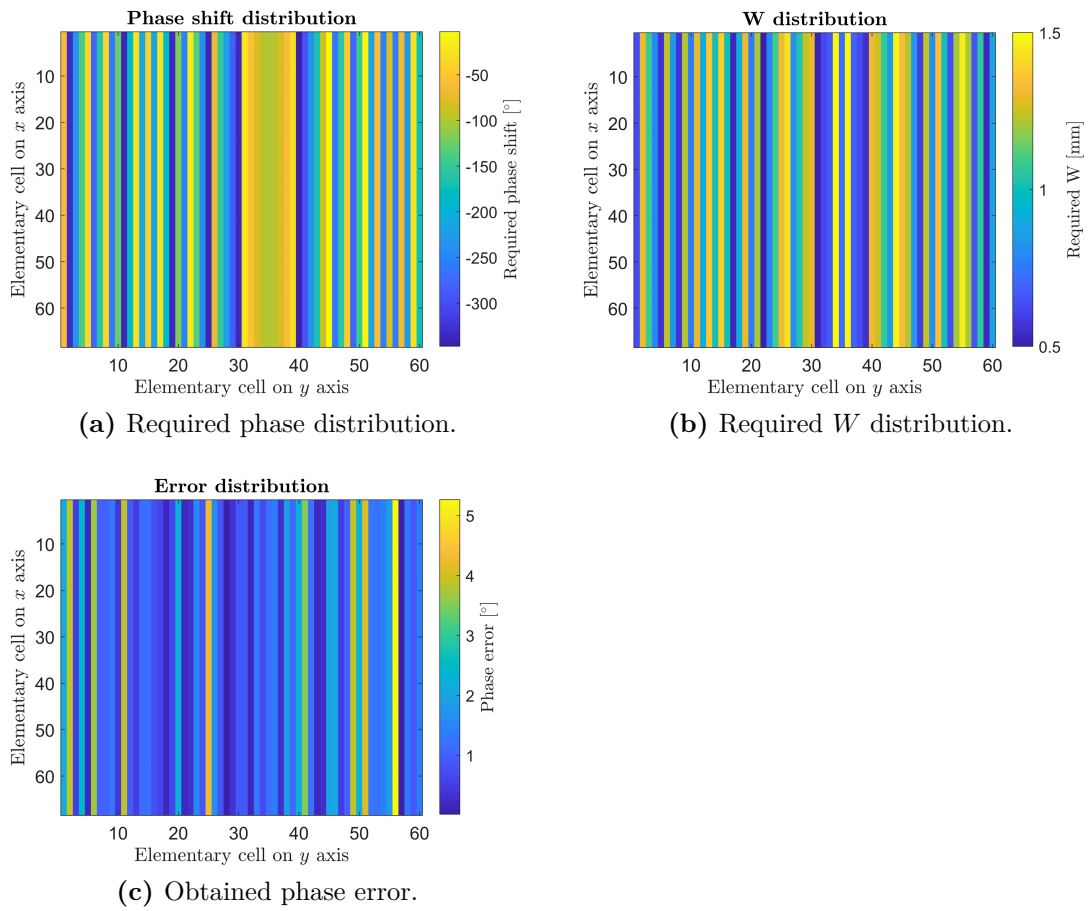 Phase shift distribution
10
20
30
40
50
60
Elementary cell on x axis
10 20 30 40 50 60
Elementary cell on y axis
-50
-100
-150
-200
-250
-300
Required phase shift [°]
(a) Required phase distribution.
W distribution
10
20
30
40
50
60
Elementary cell on x axis
10 20 30 40 50 60
Elementary cell on y axis
1.5
1
0.5
Required W [mm]
(b) Required W distribution.
Error distribution
10
20
30
40
50
60
Elementary cell on x axis
10 20 30 40 50 60
Elementary cell on y axis
5
4
3
2
1
Phase error [°]
(c) Obtained phase error.